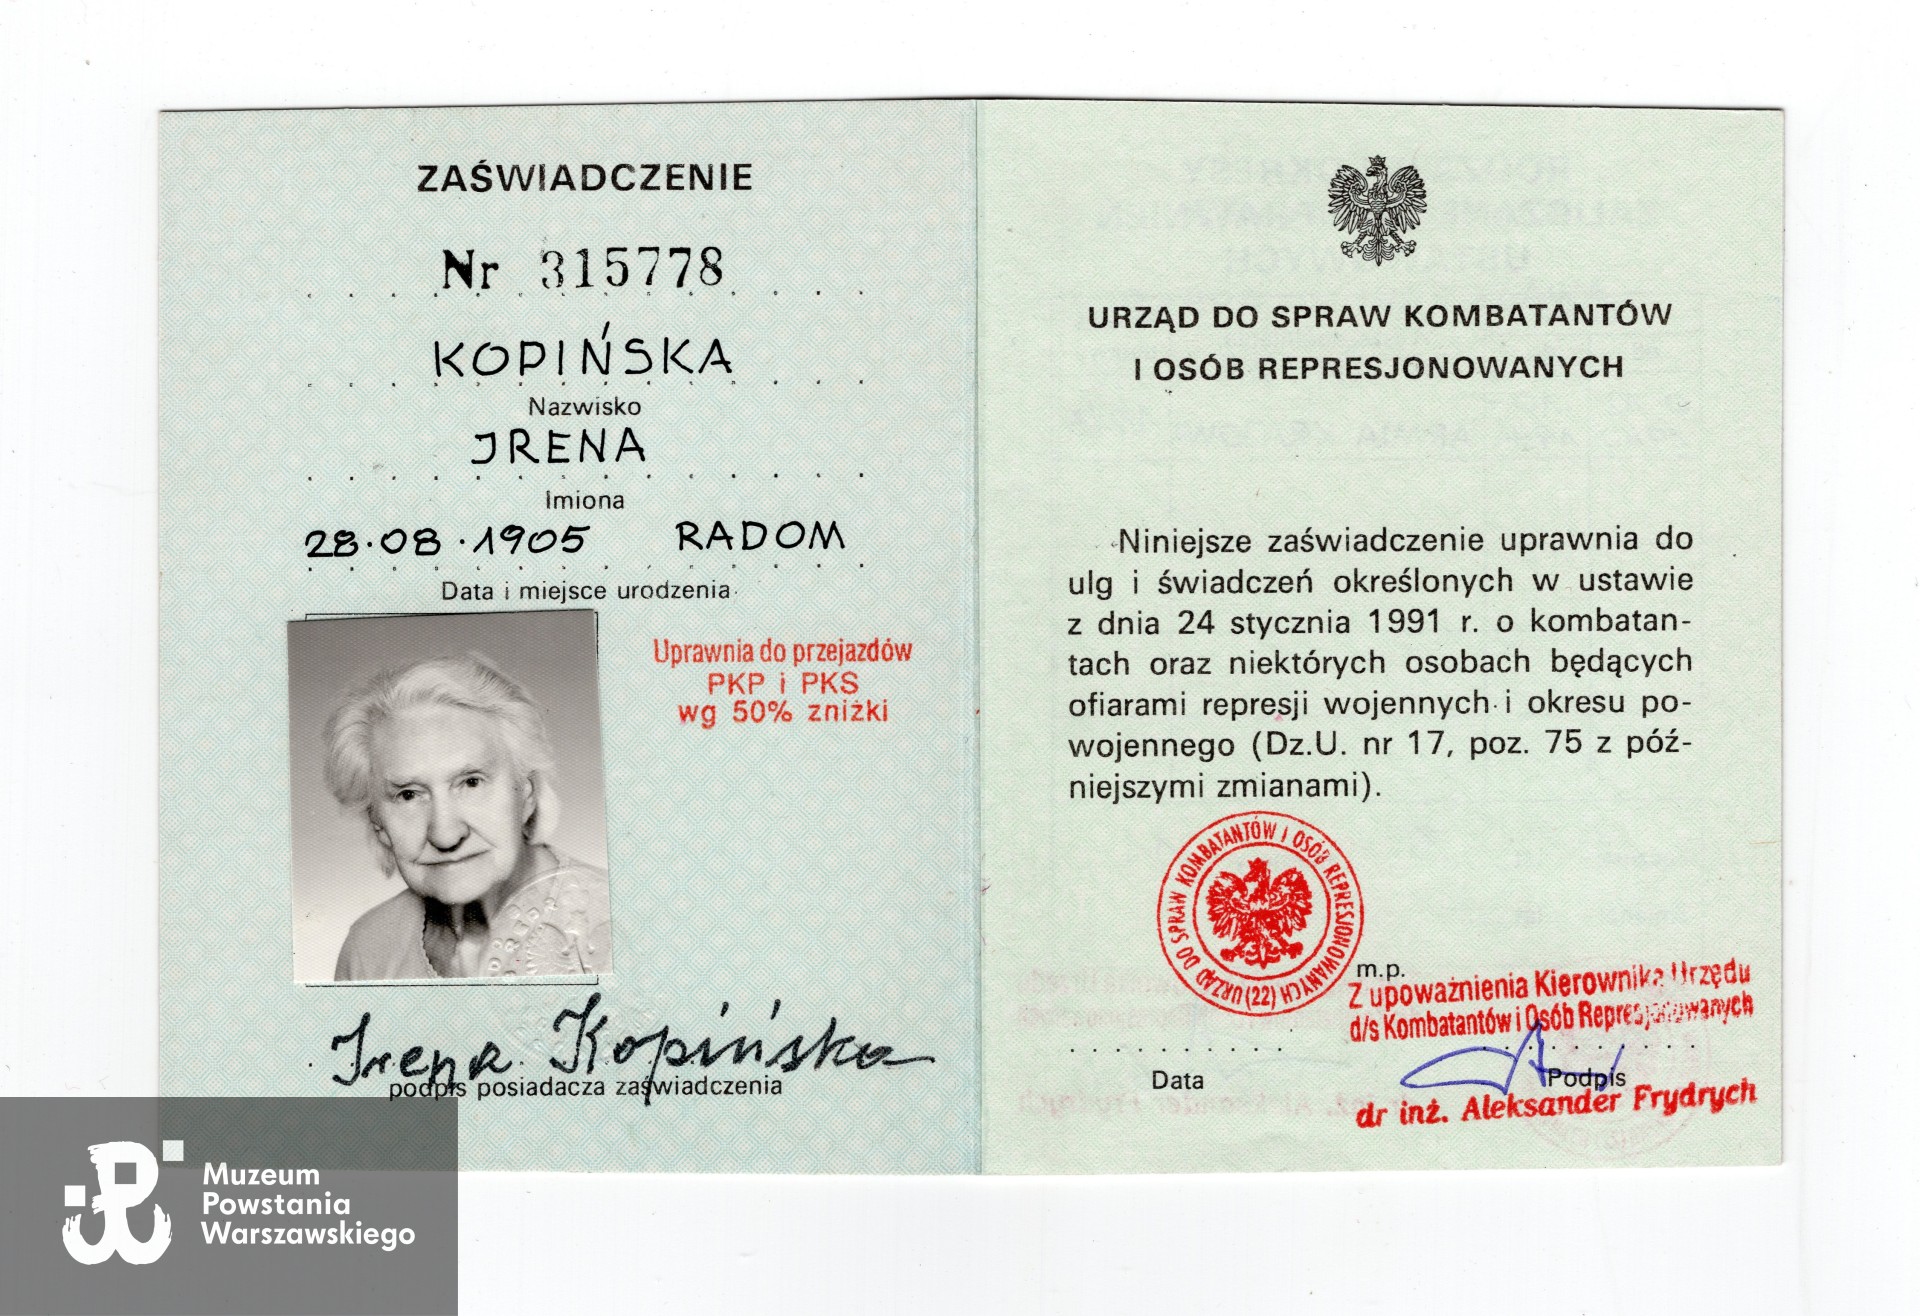 ZAŚWIADCZENIE
Nr 315778
KOPIŃSKA
Nazwisko
IRENA
Imiona
28.08.1905 RADOM
Data i miejsce urodzenia
Uprawnia do przejazdów
PKP i PKS
wg 50% zniżki
Irena Kopińska
podpis posiadacza zaświadczenia
URZĄD DO SPRAW KOMBATANTÓW
I OSÓB REPRESJONOWANYCH
Niniejsze zaświadczenie uprawnia do
ulg i świadczeń określonych w ustawie
z dnia 24 stycznia 1991 r. o kombatan-
tach oraz niektórych osobach będących
ofiarami represji wojennych i okresu po-
wojennego (Dz.U. nr 17, poz. 75 z póź-
niejszymi zmianami).
URZĄD DO SPRAW KOMBATANTÓW I OSÓB REPRESJONOWANYCH (22)
m.p.
Z upoważnienia Kierownika Urzędu
d/s Kombatantów i Osób Represjonowanych
Data
Podpis
dr inż. Aleksander Frydrych
Muzeum
Powstania
Warszawskiego